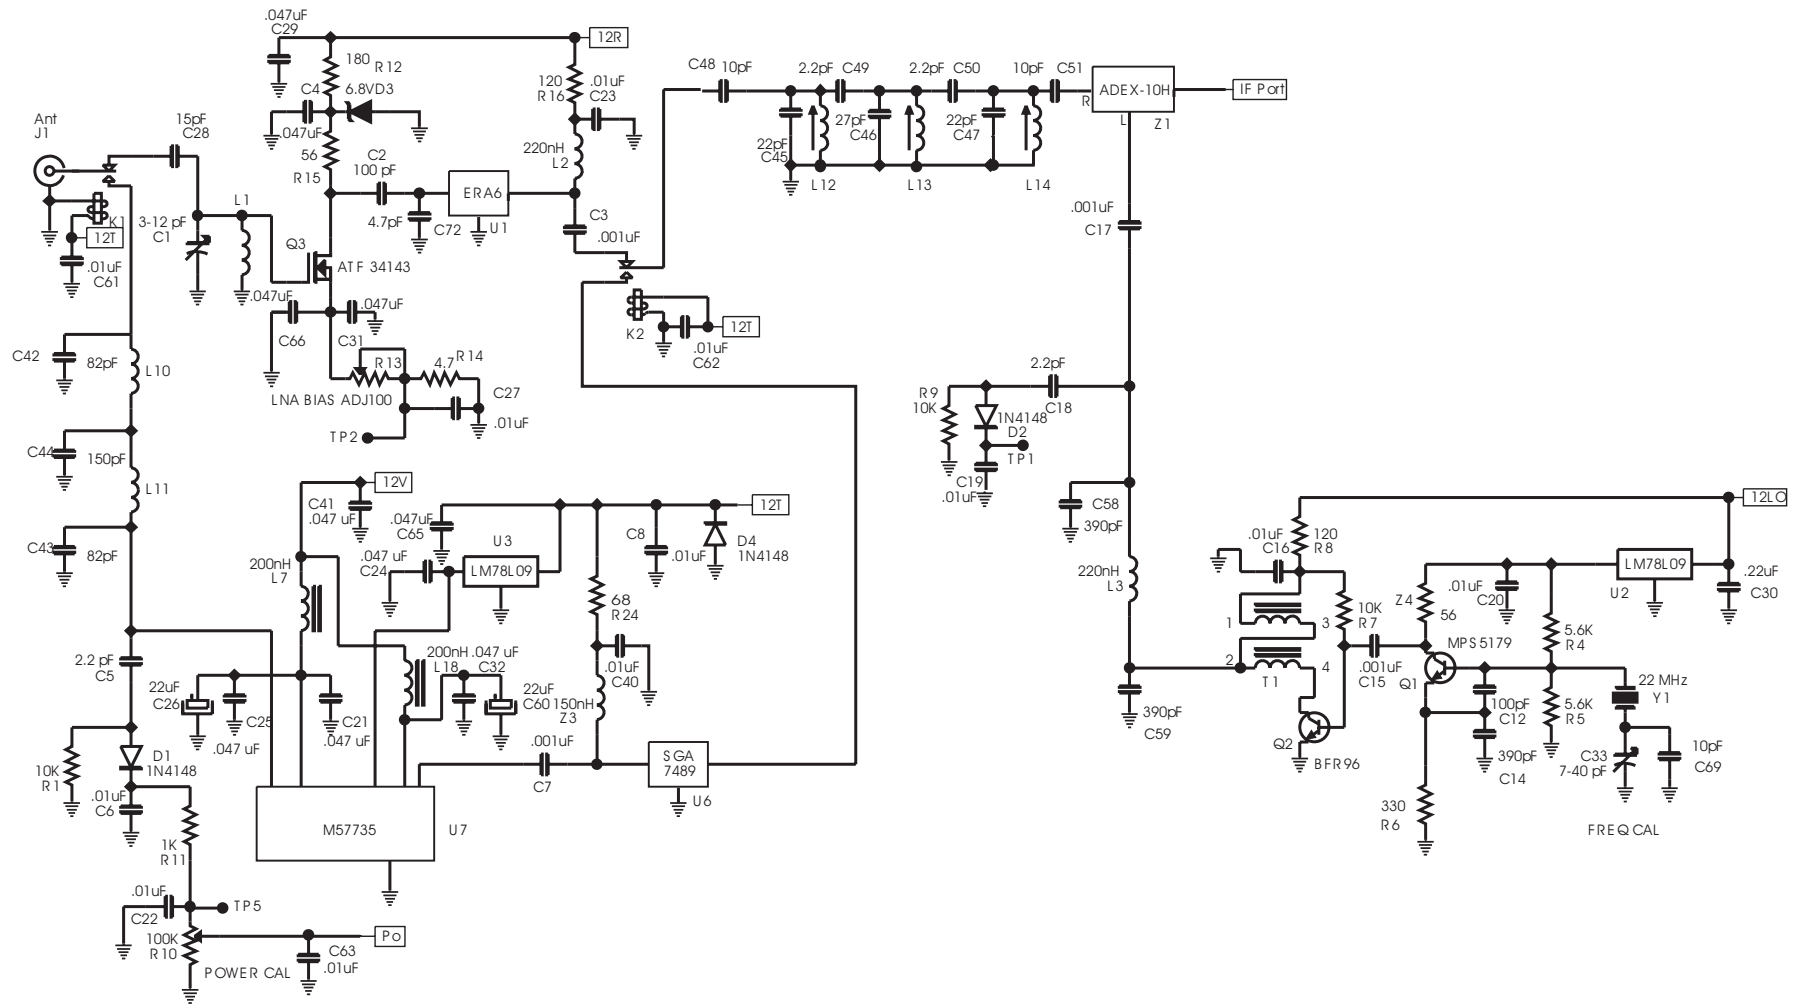 .047uF
C29
12R
180 R12
C4
6.8V D3
.047uF
56
R15
120
R16
.01uF
C23
220nH
L2
C48 10pF
2.2pF C49
2.2pF C50
10pF C51
ADEX-10H
R
L
Z1
IF Port
22pF
C45
27pF
C46
22pF
C47
L12
L13
L14
Ant
J1
15pF
C28
K1
12T
.01uF
C61
3-12 pF
C1
L1
Q3
ATF 34143
C2
100 pF
4.7pF
C72
ERA6
U1
C3
.001uF
.001uF
C17
.047uF
C66
.047uF
C31
K2
12T
.01uF
C62
R13
4.7 R14
LNA BIAS ADJ 100
C27
.01uF
TP2
C42
82pF
L10
C44
150pF
L11
C43
82pF
2.2pF
C18
R9
10K
1N4148
D2
TP1
C19
.01uF
C58
390pF
220nH
L3
390pF
C59
12V
C41
.047 uF
200nH
L7
.047uF
C65
U3
LM78L09
.047 uF
C24
12T
C8
.01uF
D4
1N4148
68
R24
.01uF
C40
200nH
L18
.047 uF
C32
22uF
C60
150nH
Z3
22uF
C26
C25
.047 uF
C21
.047 uF
2.2 pF
C5
D1
1N4148
10K
R1
.01uF
C6
1K
R11
.01uF
C22
TP5
100K
R10
POWER CAL
C63
.01uF
Po
M57735
U7
.001uF
C7
SGA
7489
U6
12LO
.01uF
C16
120
R8
1
3
2
4
T1
10K
R7
.001uF
C15
Q2
BFR96
Z4
56
MPS5179
Q1
.01uF
C20
5.6K
R4
LM78L09
U2
.22uF
C30
100pF
C12
5.6K
R5
22 MHz
Y1
390pF
C14
C33
7-40 pF
10pF
C69
330
R6
FREQ CAL